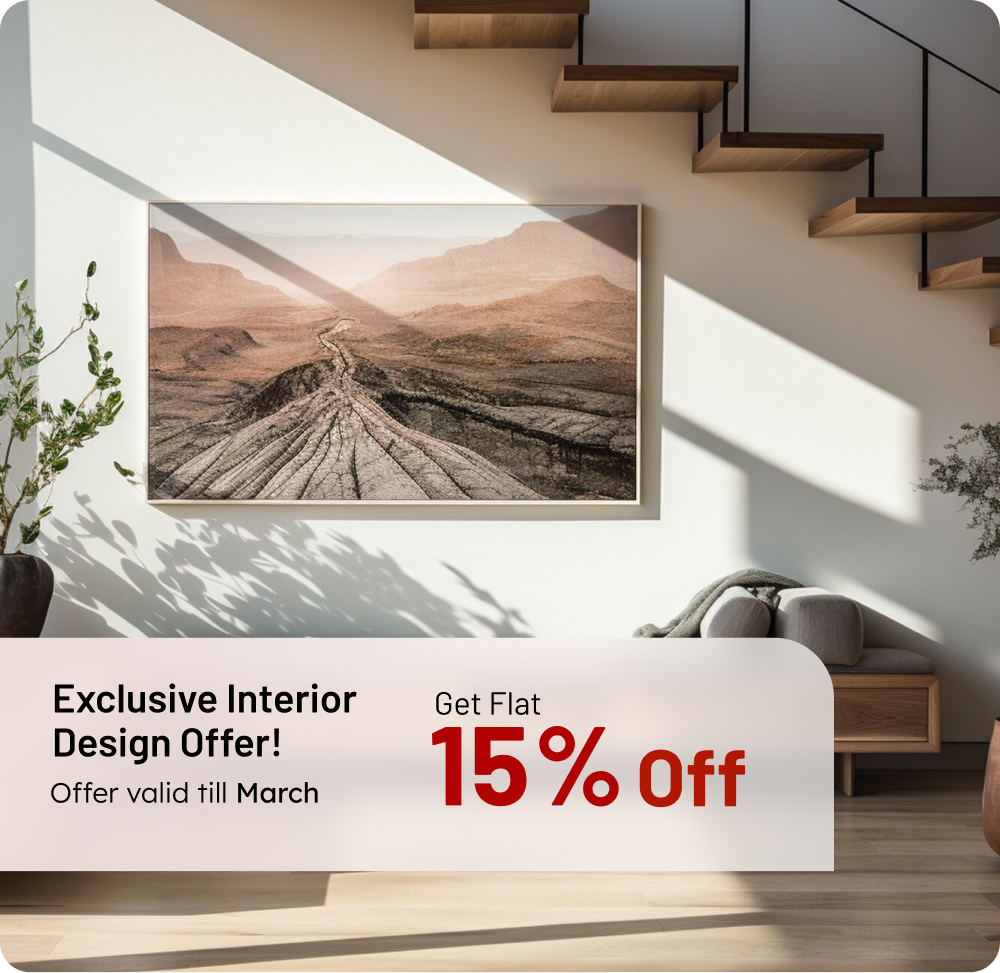 Exclusive Interior
Design Offer!
Offer valid till March
Get Flat
15% Off